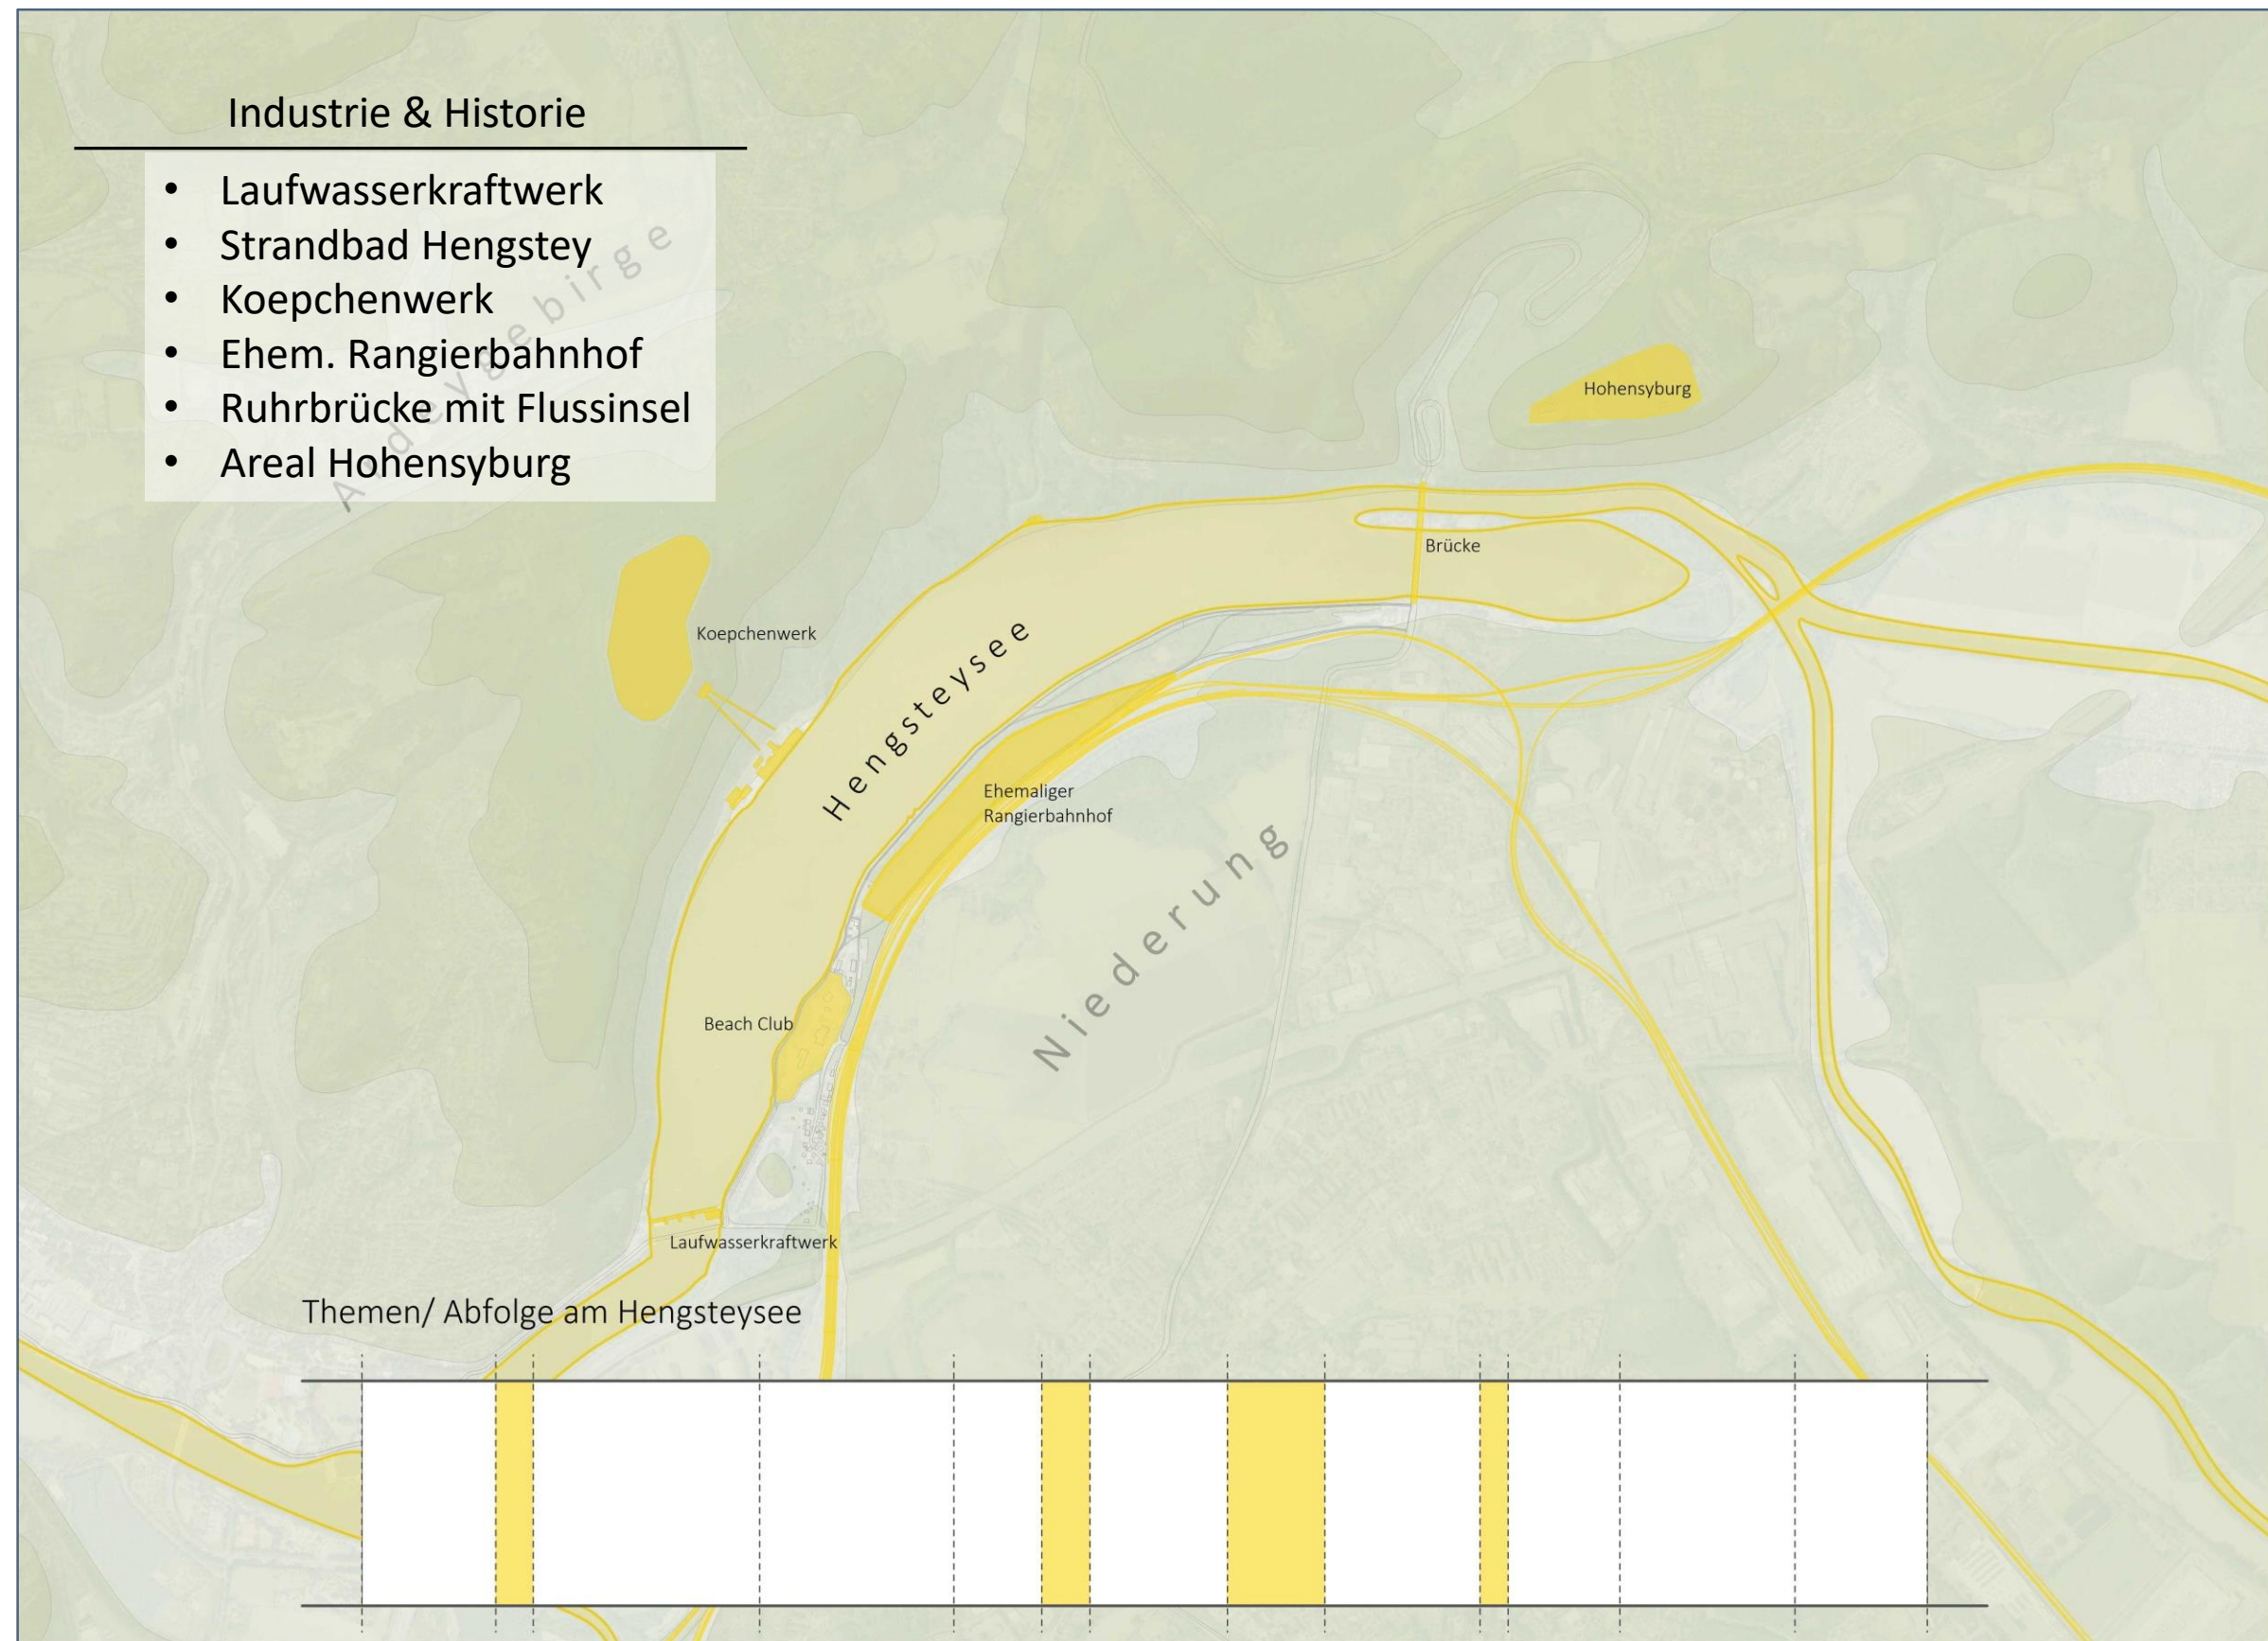 Industrie & Historie
• Laufwasserkraftwerk
• Strandbad Hengstey
• Koepchenwerk
• Ehem. Rangierbahnhof
• Ruhrbrücke mit Flussinsel
• Areal Hohensyburg
Ardeygebirge
Hohensyburg
Brücke
Koepchenwerk
Hengsteysee
Ehemaliger
Rangierbahnhof
Niederung
Beach Club
Laufwasserkraftwerk
Themen/ Abfolge am Hengsteysee